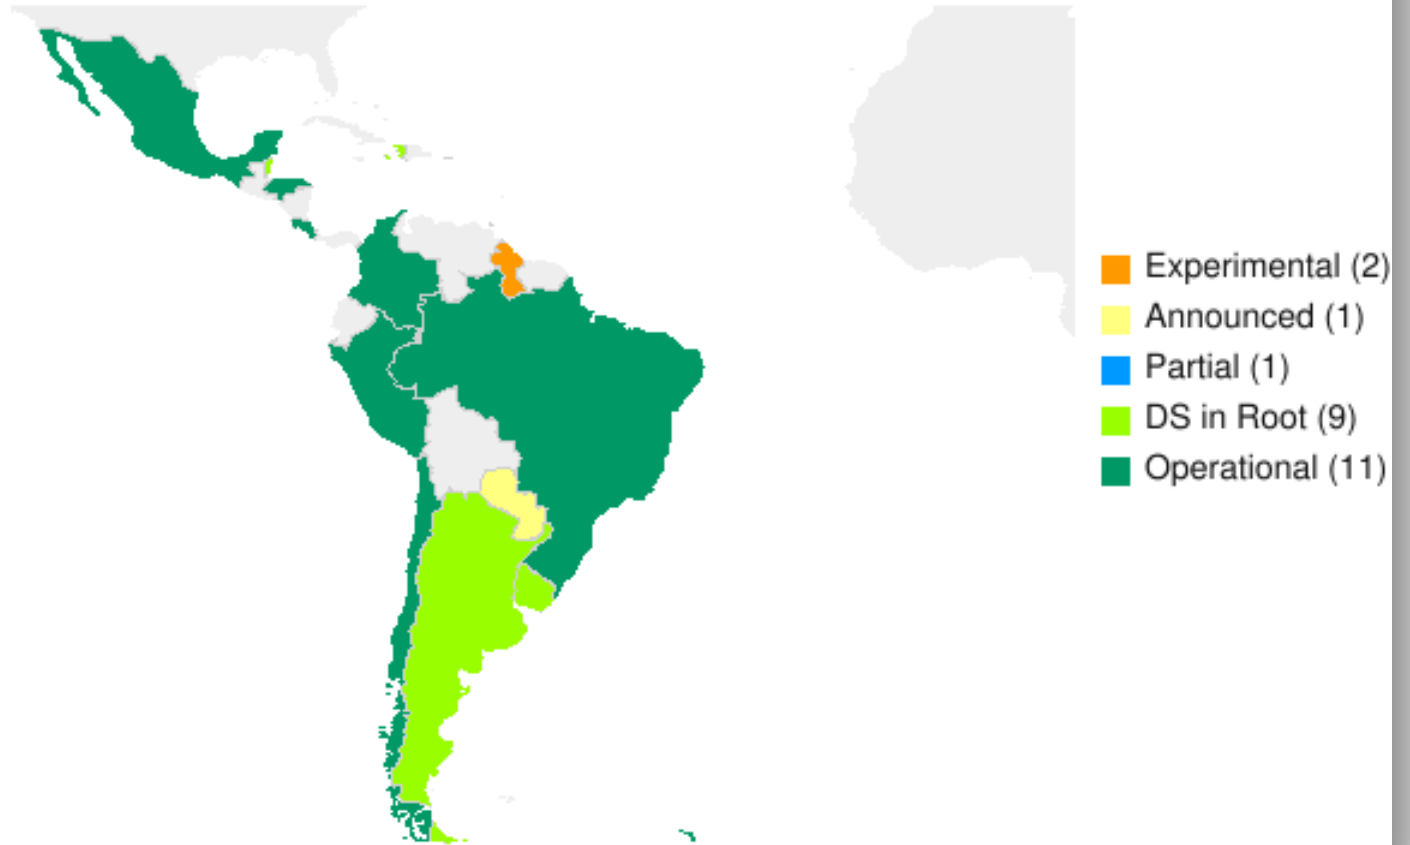 Experimental (2)
Announced (1)
Partial (1)
DS in Root (9)
Operational (11)